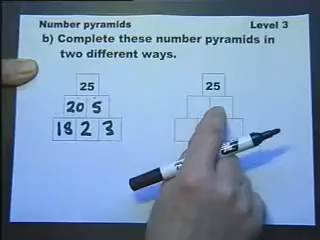 Number pyramids Level 3
b) Complete these number pyramids in
two different ways.
25 25
20 5
18 2 3